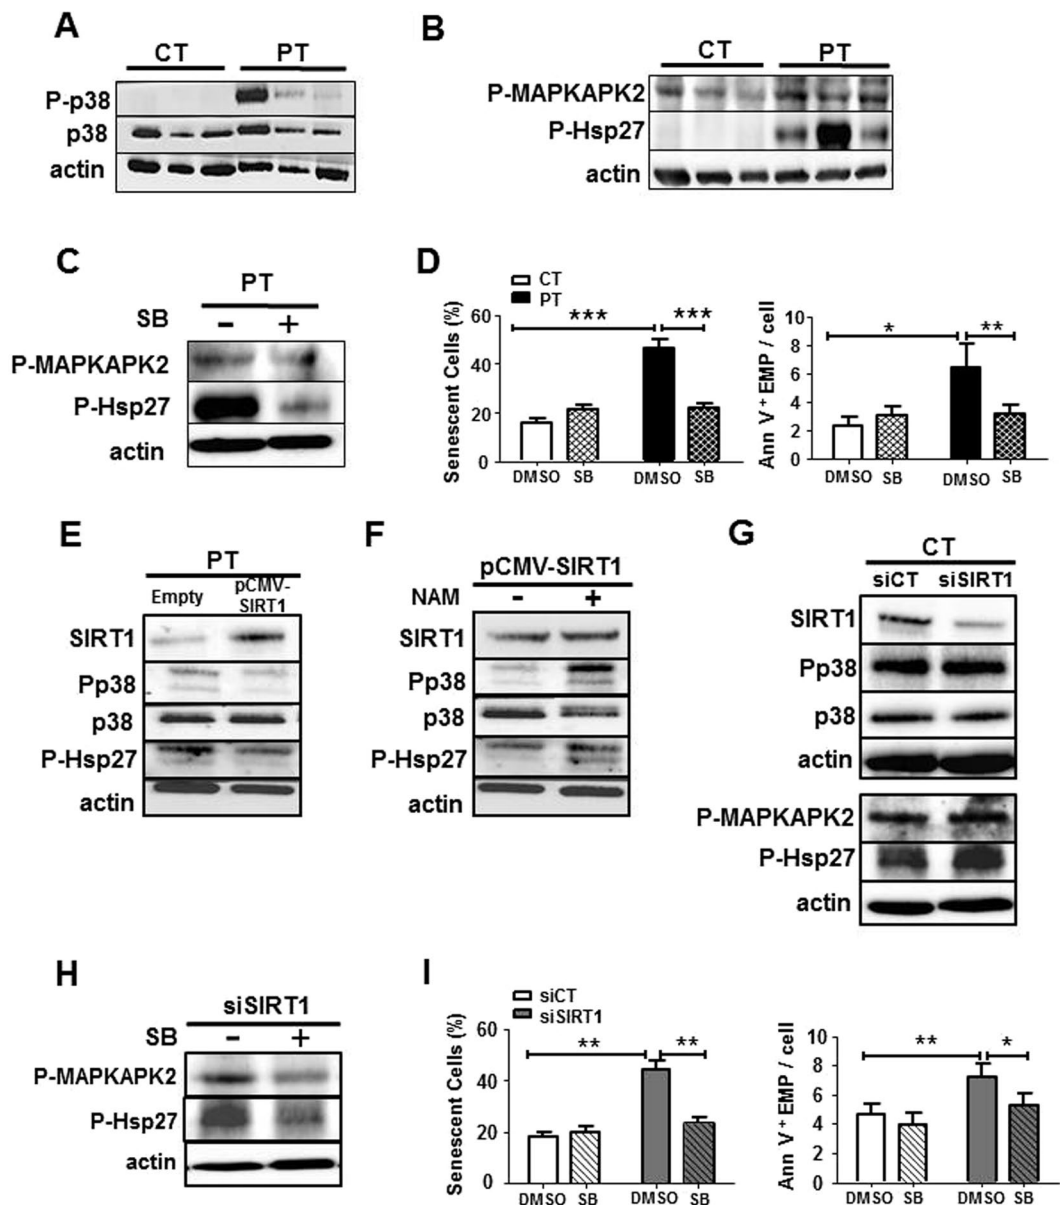 A
CT PT
P-p38
p38
actin
B
CT PT
P-MAPKAPK2
P-Hsp27
actin
C
PT
SB - +
P-MAPKAPK2
P-Hsp27
actin
D
CT
PT
Senescent Cells (%)
60
40
20
0
*** ***
DMSO SB DMSO SB
Ann V+ EMP / cell
10
8
6
4
2
0
* **
DMSO SB DMSO SB
E
PT
Empty pCMV-
SIRT1
SIRT1
Pp38
p38
P-Hsp27
actin
F
pCMV-SIRT1
NAM - +
SIRT1
Pp38
p38
P-Hsp27
actin
G
CT
siCT siSIRT1
SIRT1
Pp38
p38
actin
P-MAPKAPK2
P-Hsp27
actin
H
siSIRT1
SB - +
P-MAPKAPK2
P-Hsp27
actin
I
siCT
siSIRT1
Senescent Cells (%)
60
40
20
0
** **
DMSO SB DMSO SB
Ann V+ EMP / cell
10
8
6
4
2
0
** *
DMSO SB DMSO SB